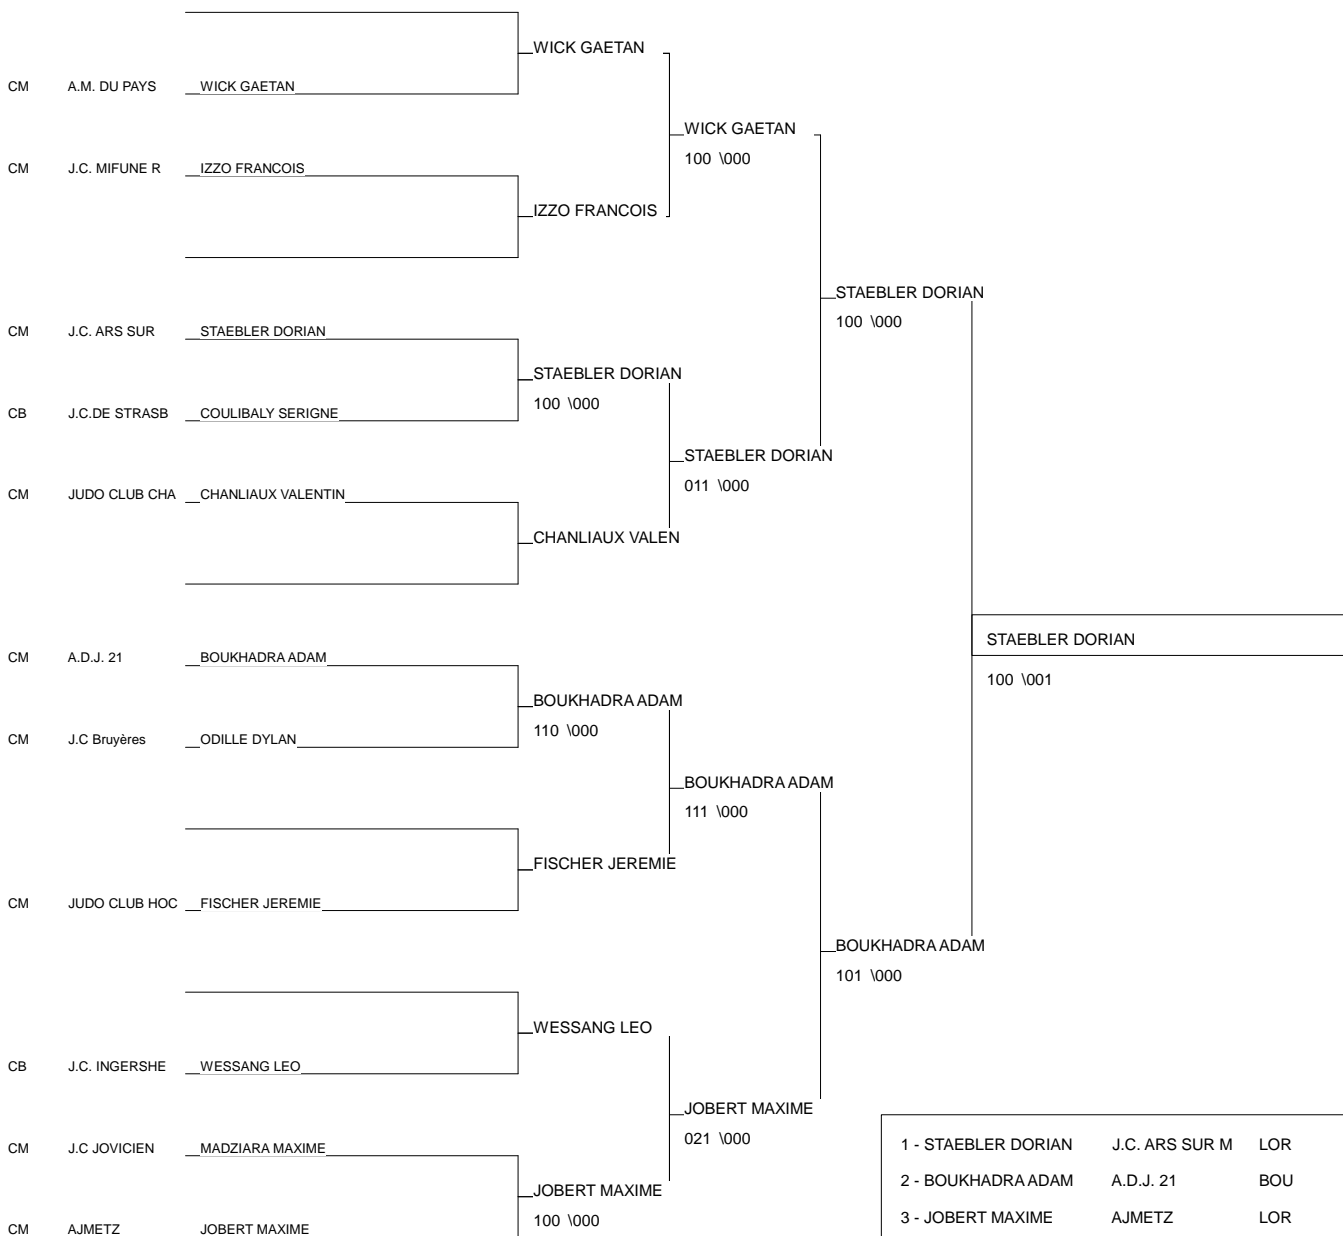 WICK GAETAN
CM A.M. DU PAYS WICK GAETAN
WICK GAETAN
100 \000
CM J.C. MIFUNE R IZZO FRANCOIS
IZZO FRANCOIS
STAEBLER DORIAN
100 \000
CM J.C. ARS SUR STAEBLER DORIAN
STAEBLER DORIAN
100 \000
CB J.C.DE STRASB COULIBALY SERIGNE
STAEBLER DORIAN
011 \000
CM JUDO CLUB CHA CHANLIAUX VALENTIN
CHANLIAUX VALEN
STAEBLER DORIAN
100 \001
CM A.D.J. 21 BOUKHADRA ADAM
BOUKHADRA ADAM
110 \000
CM J.C Bruyères ODILLE DYLAN
BOUKHADRA ADAM
111 \000
FISCHER JEREMIE
CM JUDO CLUB HOC FISCHER JEREMIE
BOUKHADRA ADAM
101 \000
WESSANG LEO
CB J.C. INGERSHE WESSANG LEO
JOBERT MAXIME
021 \000
CM J.C JOVICIEN MADZIARA MAXIME
JOBERT MAXIME
100 \000
CM AJMETZ JOBERT MAXIME
1 - STAEBLER DORIAN J.C. ARS SUR M LOR
2 - BOUKHADRA ADAM A.D.J. 21 BOU
3 - JOBERT MAXIME AJMETZ LOR